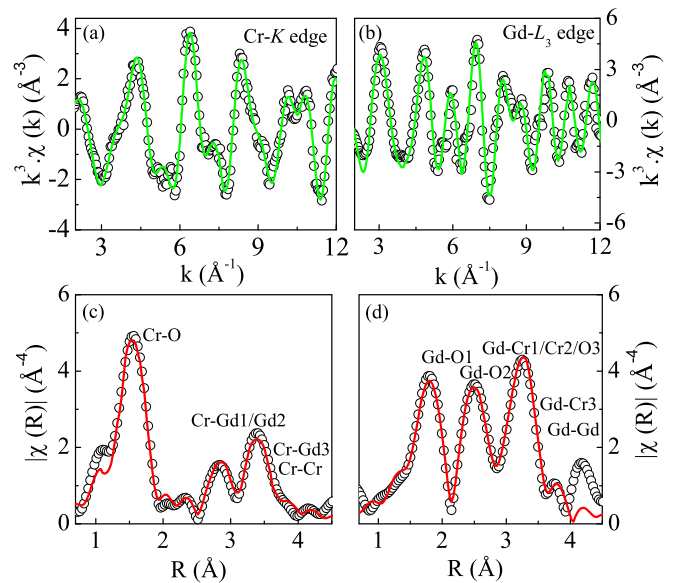 (a)
Cr-K edge
4
2
0
-2
-4
k³.χ (k) (Å⁻³)
3
6
9
12
k (Å⁻¹)
(b)
Gd-L₃ edge
6
3
0
-3
-6
k³.χ (k) (Å⁻³)
3
6
9
12
k (Å⁻¹)
(c)
Cr-O
Cr-Gd1/Gd2
Cr-Gd3
Cr-Cr
6
4
2
0
|χ (R)| (Å⁻⁴)
1
2
3
4
R (Å)
(d)
Gd-O1
Gd-O2
Gd-Cr1/Cr2/O3
Gd-Cr3
Gd-Gd
6
4
2
0
|χ (R)| (Å⁻⁴)
1
2
3
4
R (Å)